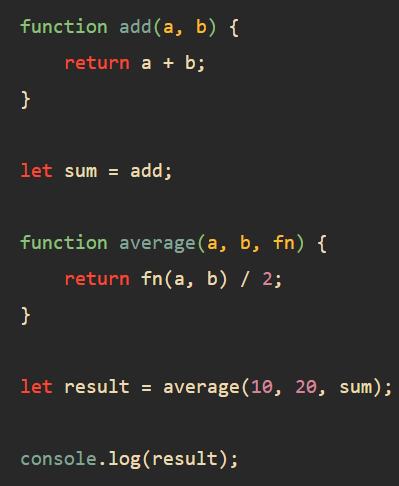 function add(a, b) {
    return a + b;
}
let sum = add;
function average(a, b, fn) {
    return fn(a, b) / 2;
}
let result = average(10, 20, sum);
console.log(result);